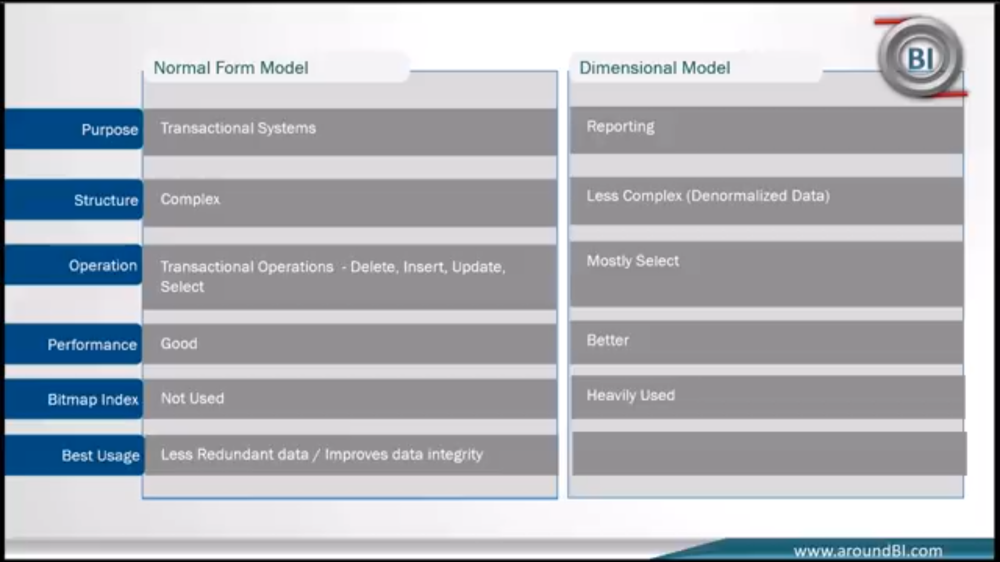 BI
Normal Form Model
Dimensional Model
Purpose
Transactional Systems
Reporting
Structure
Complex
Less Complex (Denormalized Data)
Operation
Transactional Operations - Delete, Insert, Update,
Select
Mostly Select
Performance
Good
Better
Bitmap Index
Not Used
Heavily Used
Best Usage
Less Redundant data / Improves data integrity
www.aroundBI.com